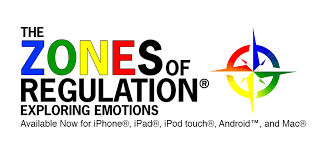 THE
ZONES OF
REGULATION®
EXPLORING EMOTIONS
Available Now for iPhone®, iPad®, iPod touch®, Android™, and Mac®